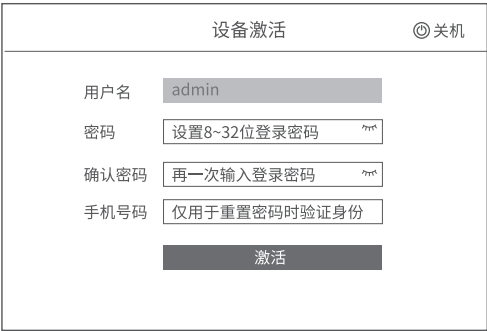 设备激活
关机
用户名 admin
密码 设置8~32位登录密码
确认密码 再一次输入登录密码
手机号码 仅用于重置密码时验证身份
激活